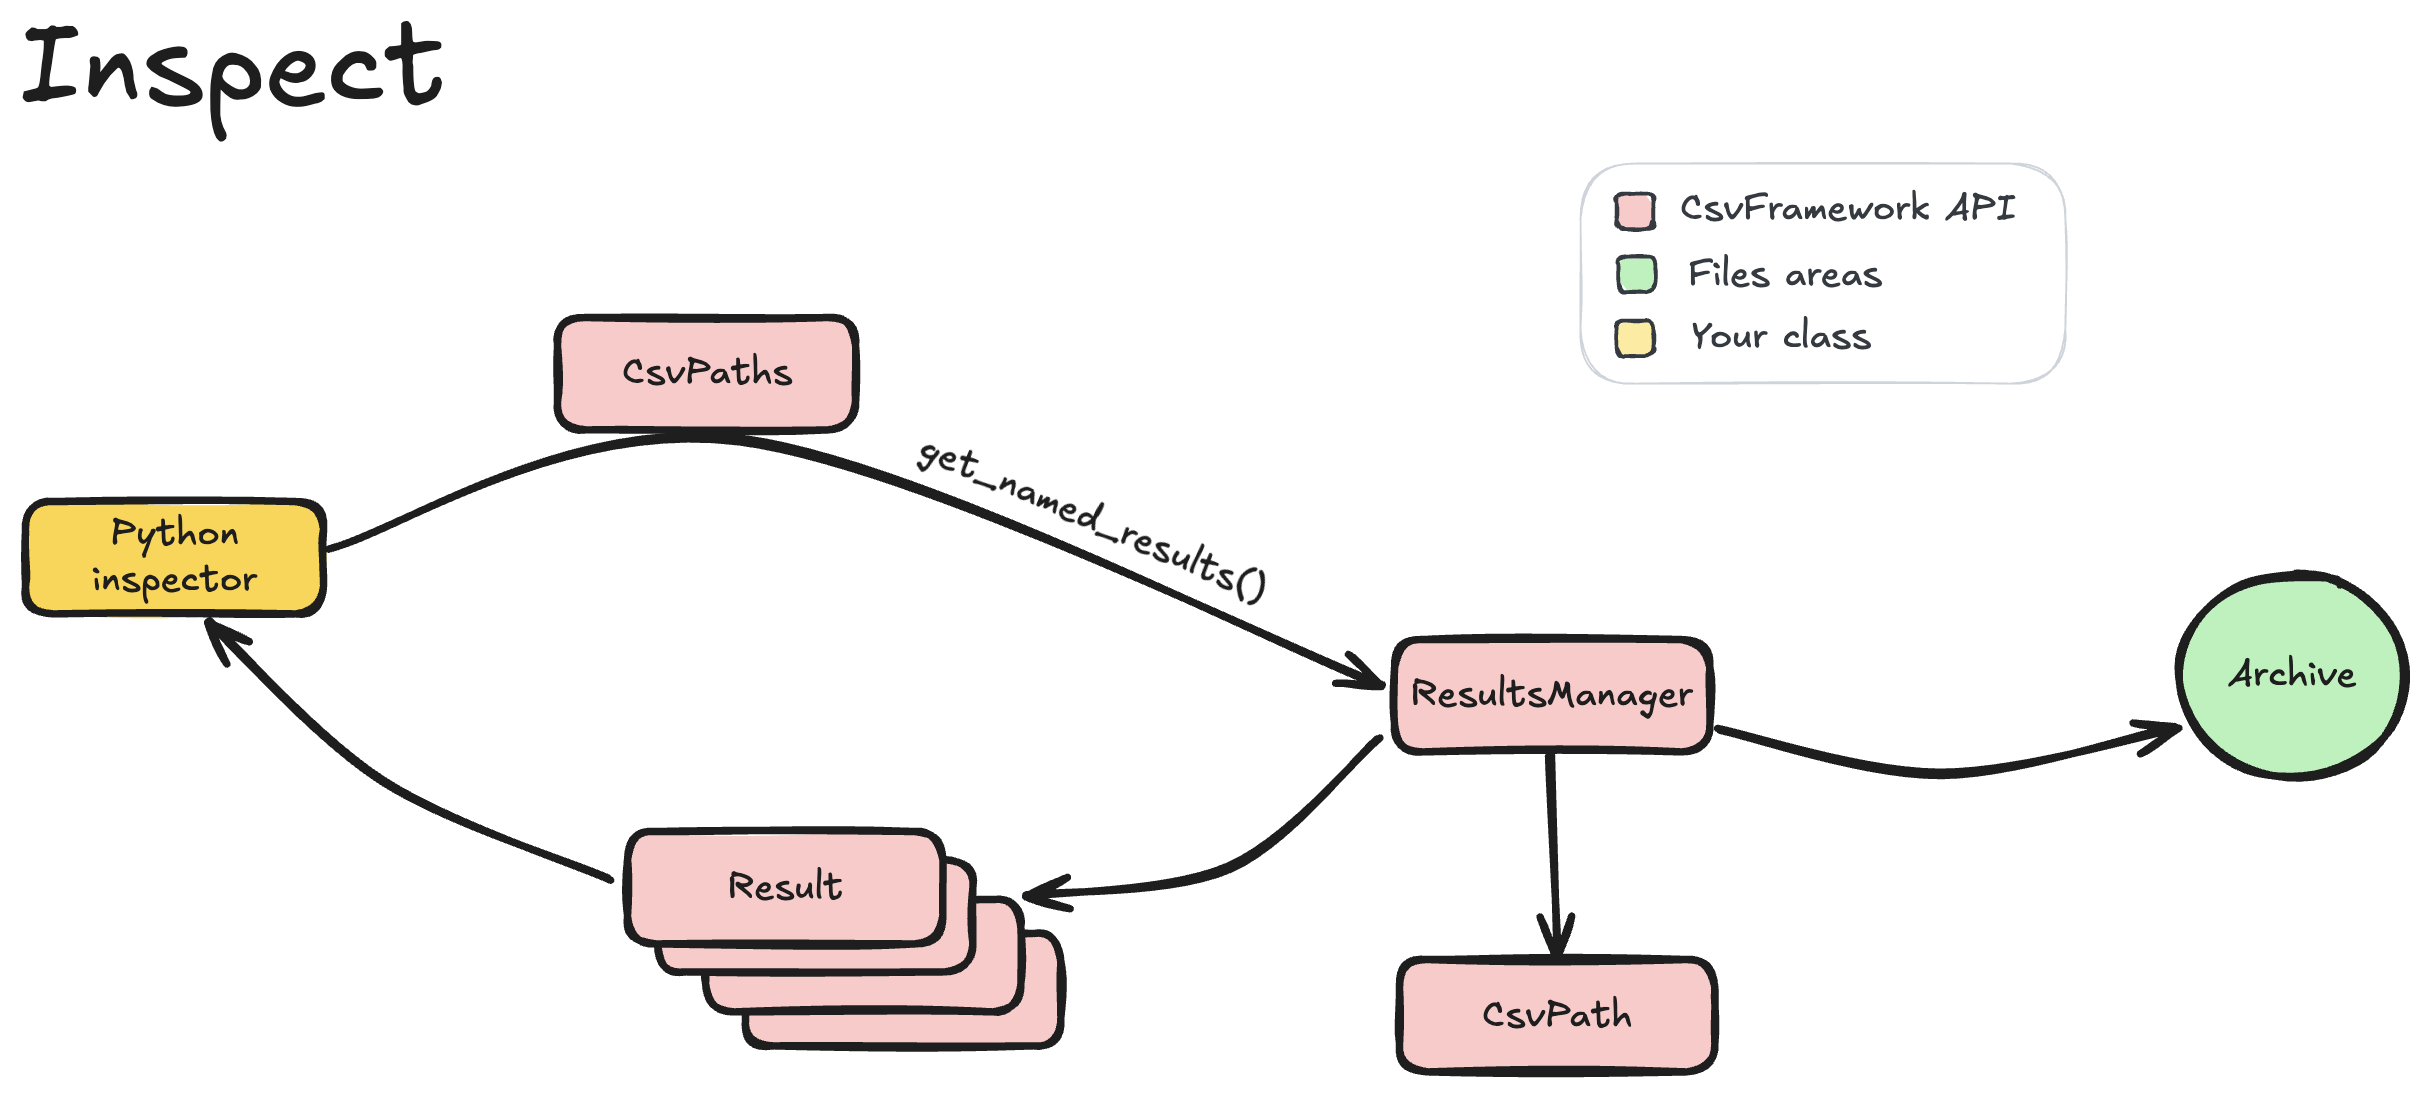 Inspect
CsvFramework API
Files areas
Your class
CsvPaths
get_named_results()
Python
inspector
ResultsManager
Archive
Result
CsvPath